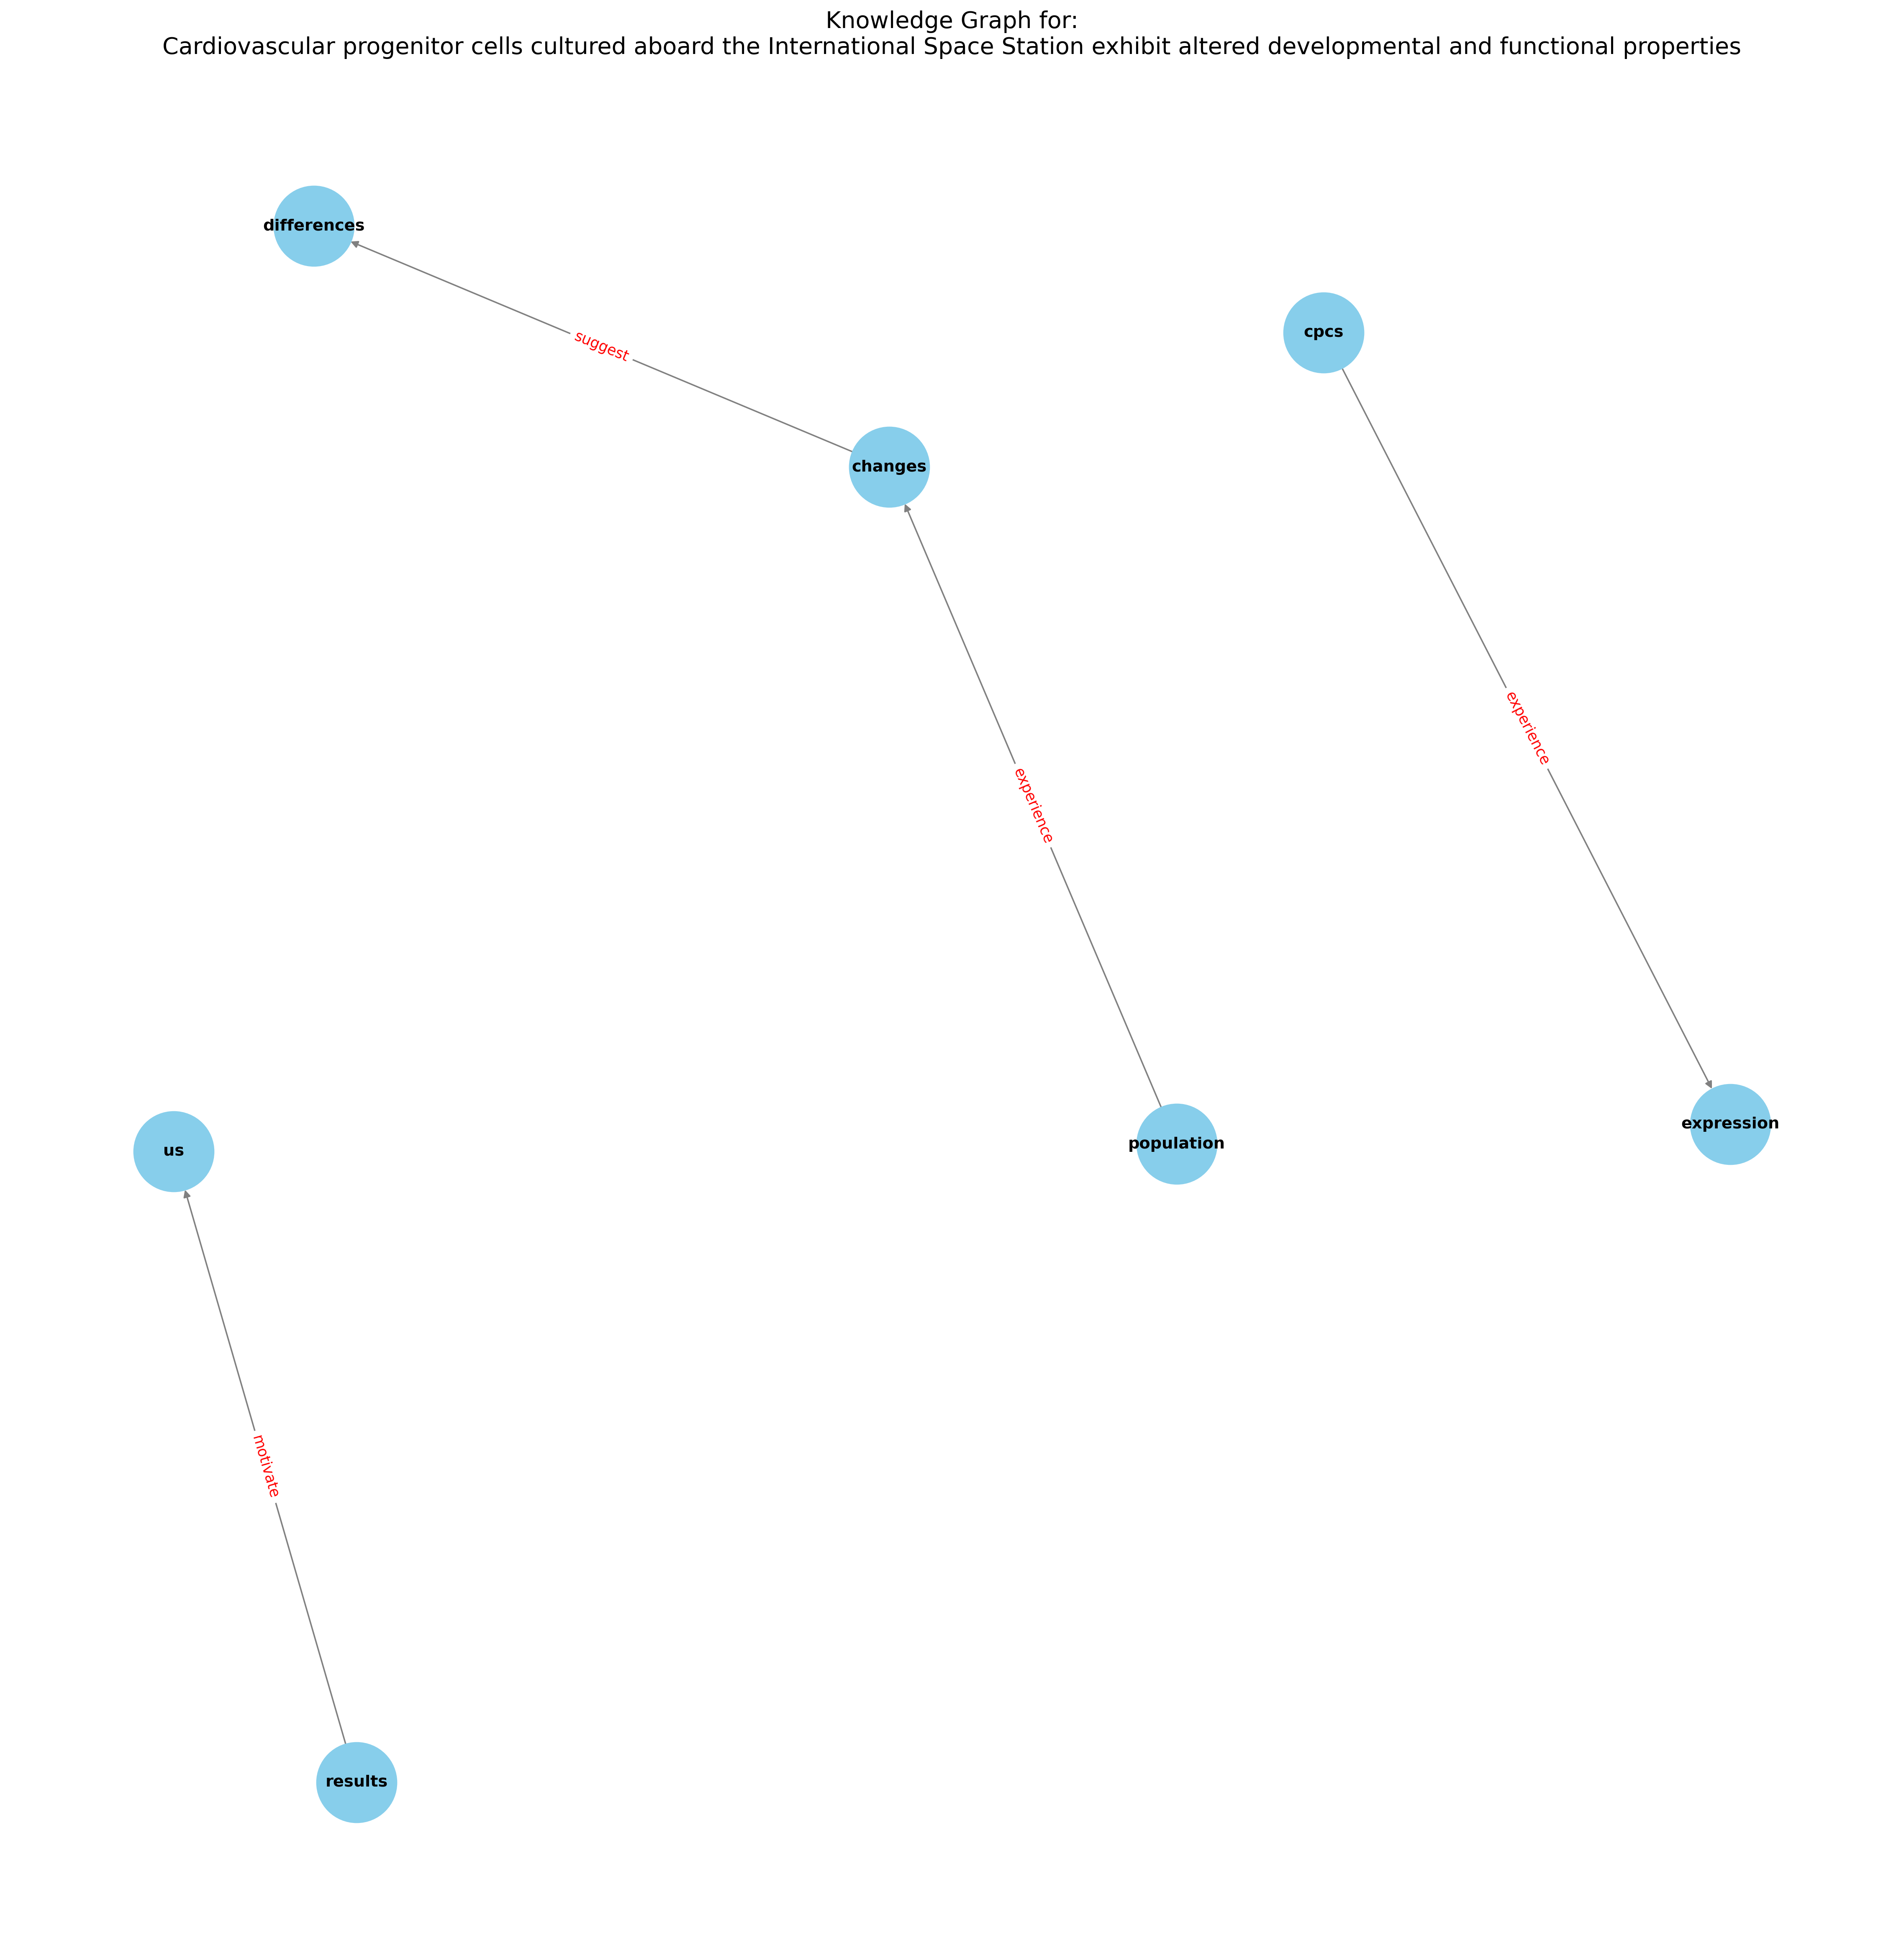 Knowledge Graph for:
Cardiovascular progenitor cells cultured aboard the International Space Station exhibit altered developmental and functional properties
differences
cpcs
suggest
changes
experience
experience
expression
population
us
motivate
results